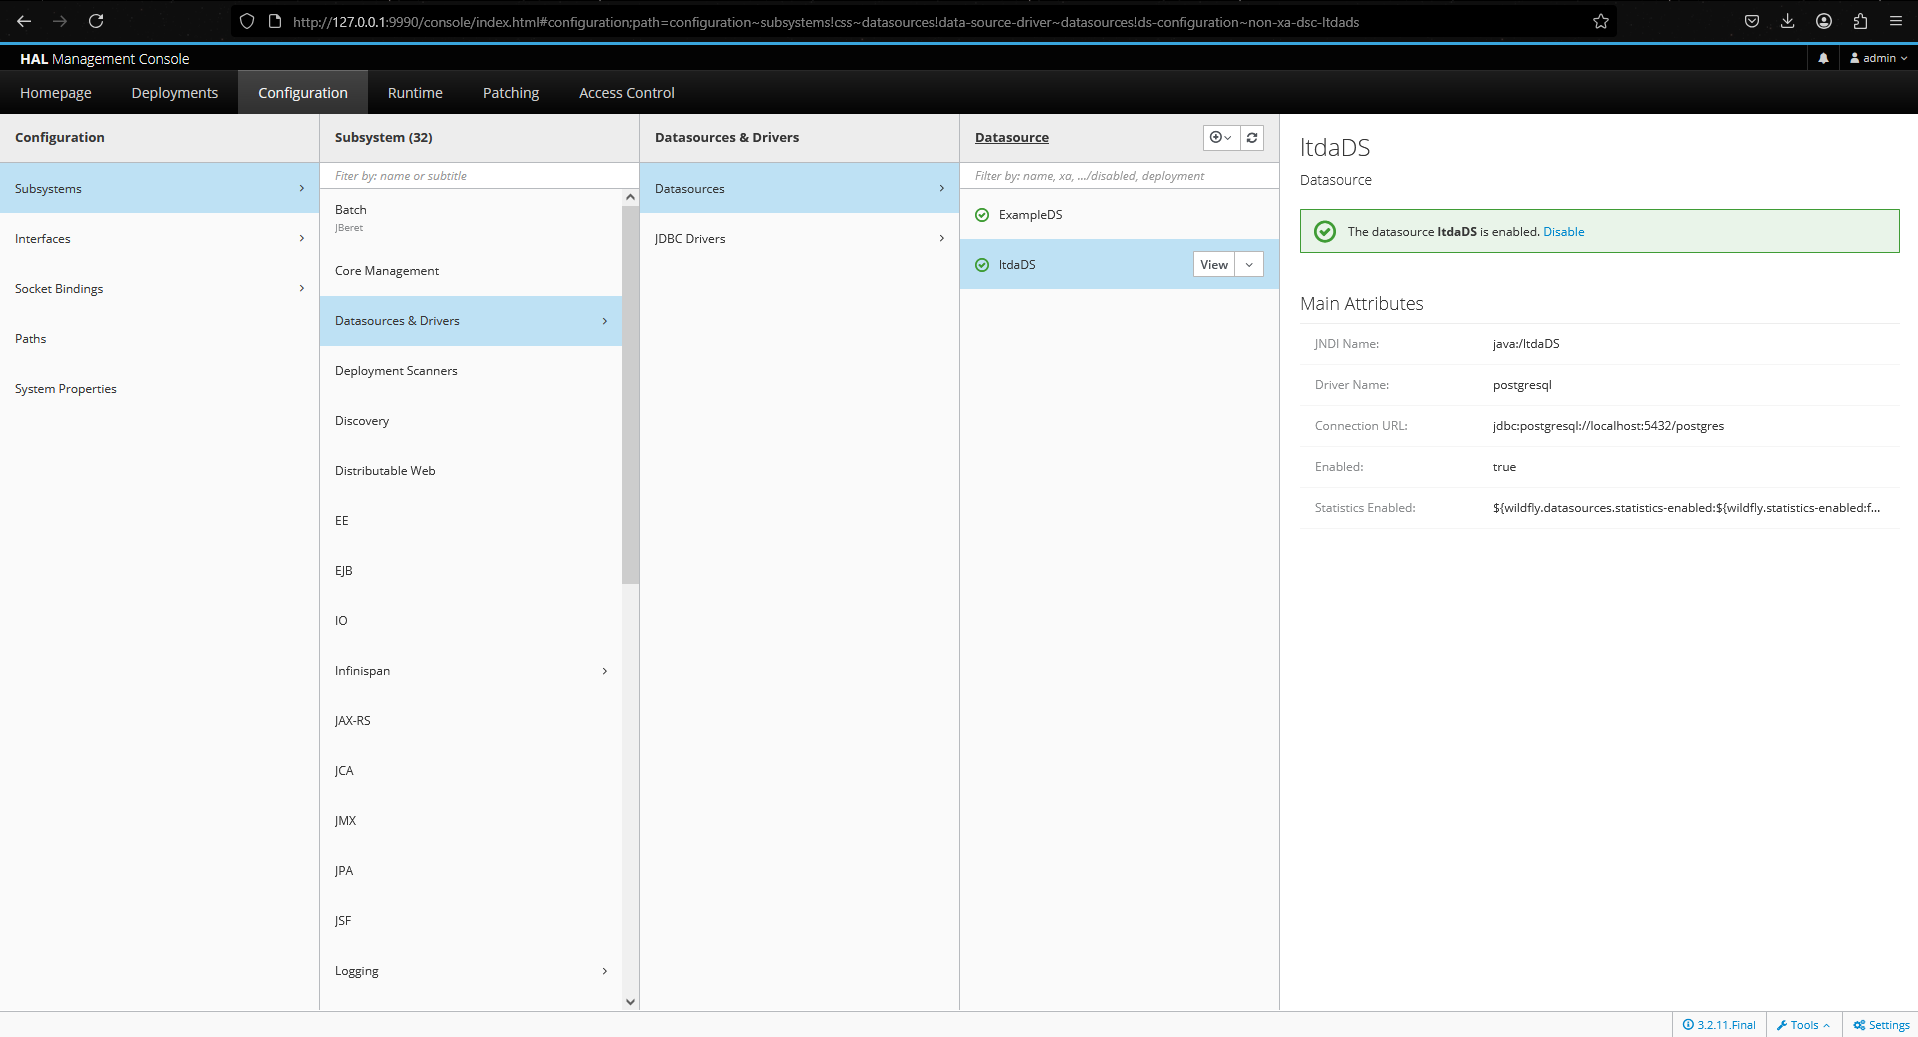 http://127.0.0.1:9990/console/index.html#configuration;path=configuration~subsystems!css~datasources!data-source-driver~datasources!ds-configuration~non-xa-dsc-ltdads
HAL Management Console
admin
Homepage Deployments Configuration Runtime Patching Access Control
Configuration
Subsystems
Interfaces
Socket Bindings
Paths
System Properties
Subsystem (32)
Fiter by: name or subtitle
Batch
JBeret
Core Management
Datasources & Drivers
Deployment Scanners
Discovery
Distributable Web
EE
EJB
IO
Infinispan
JAX-RS
JCA
JMX
JPA
JSF
Logging
Datasources & Drivers
Datasources
JDBC Drivers
Datasource
Filter by: name, xa, .../disabled, deployment
ExampleDS
ltdaDS View
ltdaDS
Datasource
The datasource ltdaDS is enabled. Disable
Main Attributes
JNDI Name: java:/ltdaDS
Driver Name: postgresql
Connection URL: jdbc:postgresql://localhost:5432/postgres
Enabled: true
Statistics Enabled: ${wildfly.datasources.statistics-enabled:${wildfly.statistics-enabled:f...
3.2.11.Final Tools Settings